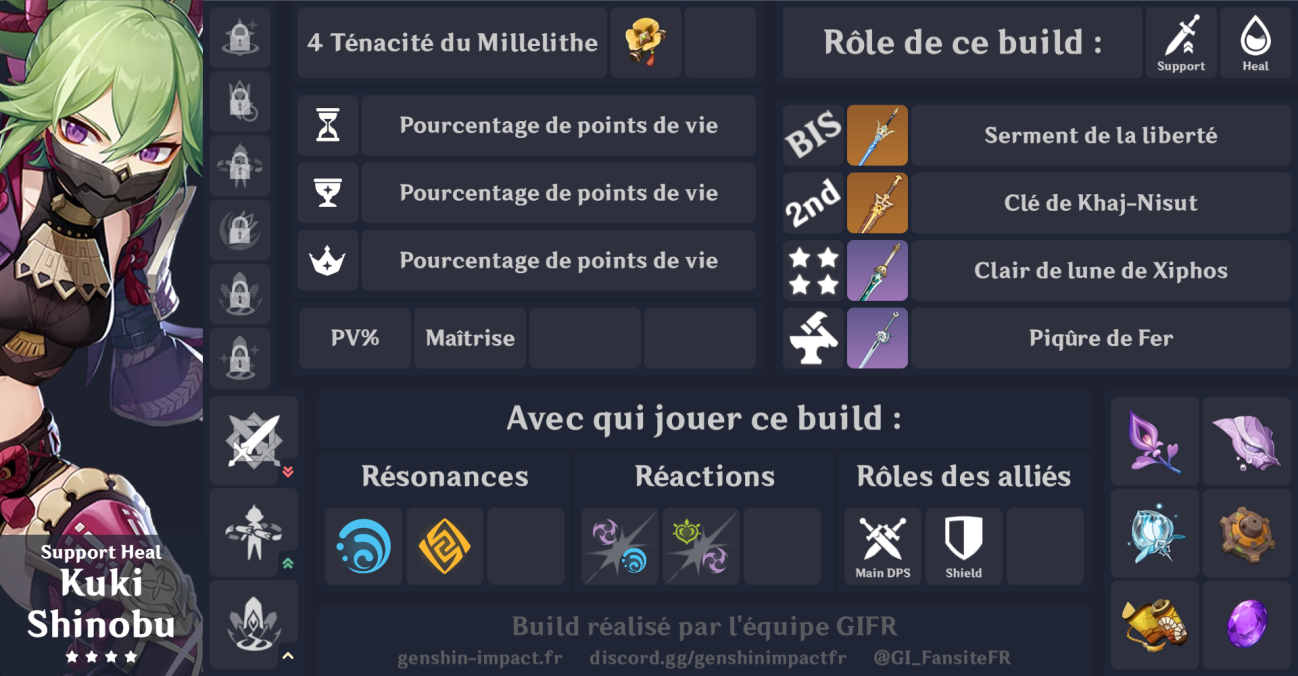 4 Ténacité du Millelithe
Rôle de ce build :
Support
Heal
Pourcentage de points de vie
Pourcentage de points de vie
Pourcentage de points de vie
PV%
Maîtrise
BIS
Serment de la liberté
2nd
Clé de Khaj-Nisut
Clair de lune de Xiphos
Piqûre de Fer
Avec qui jouer ce build :
Résonances
Réactions
Rôles des alliés
Main DPS
Shield
Support Heal
Kuki
Shinobu
Build réalisé par l'équipe GIFR
genshin-impact.fr discord.gg/genshinimpactfr @GI_FansiteFR